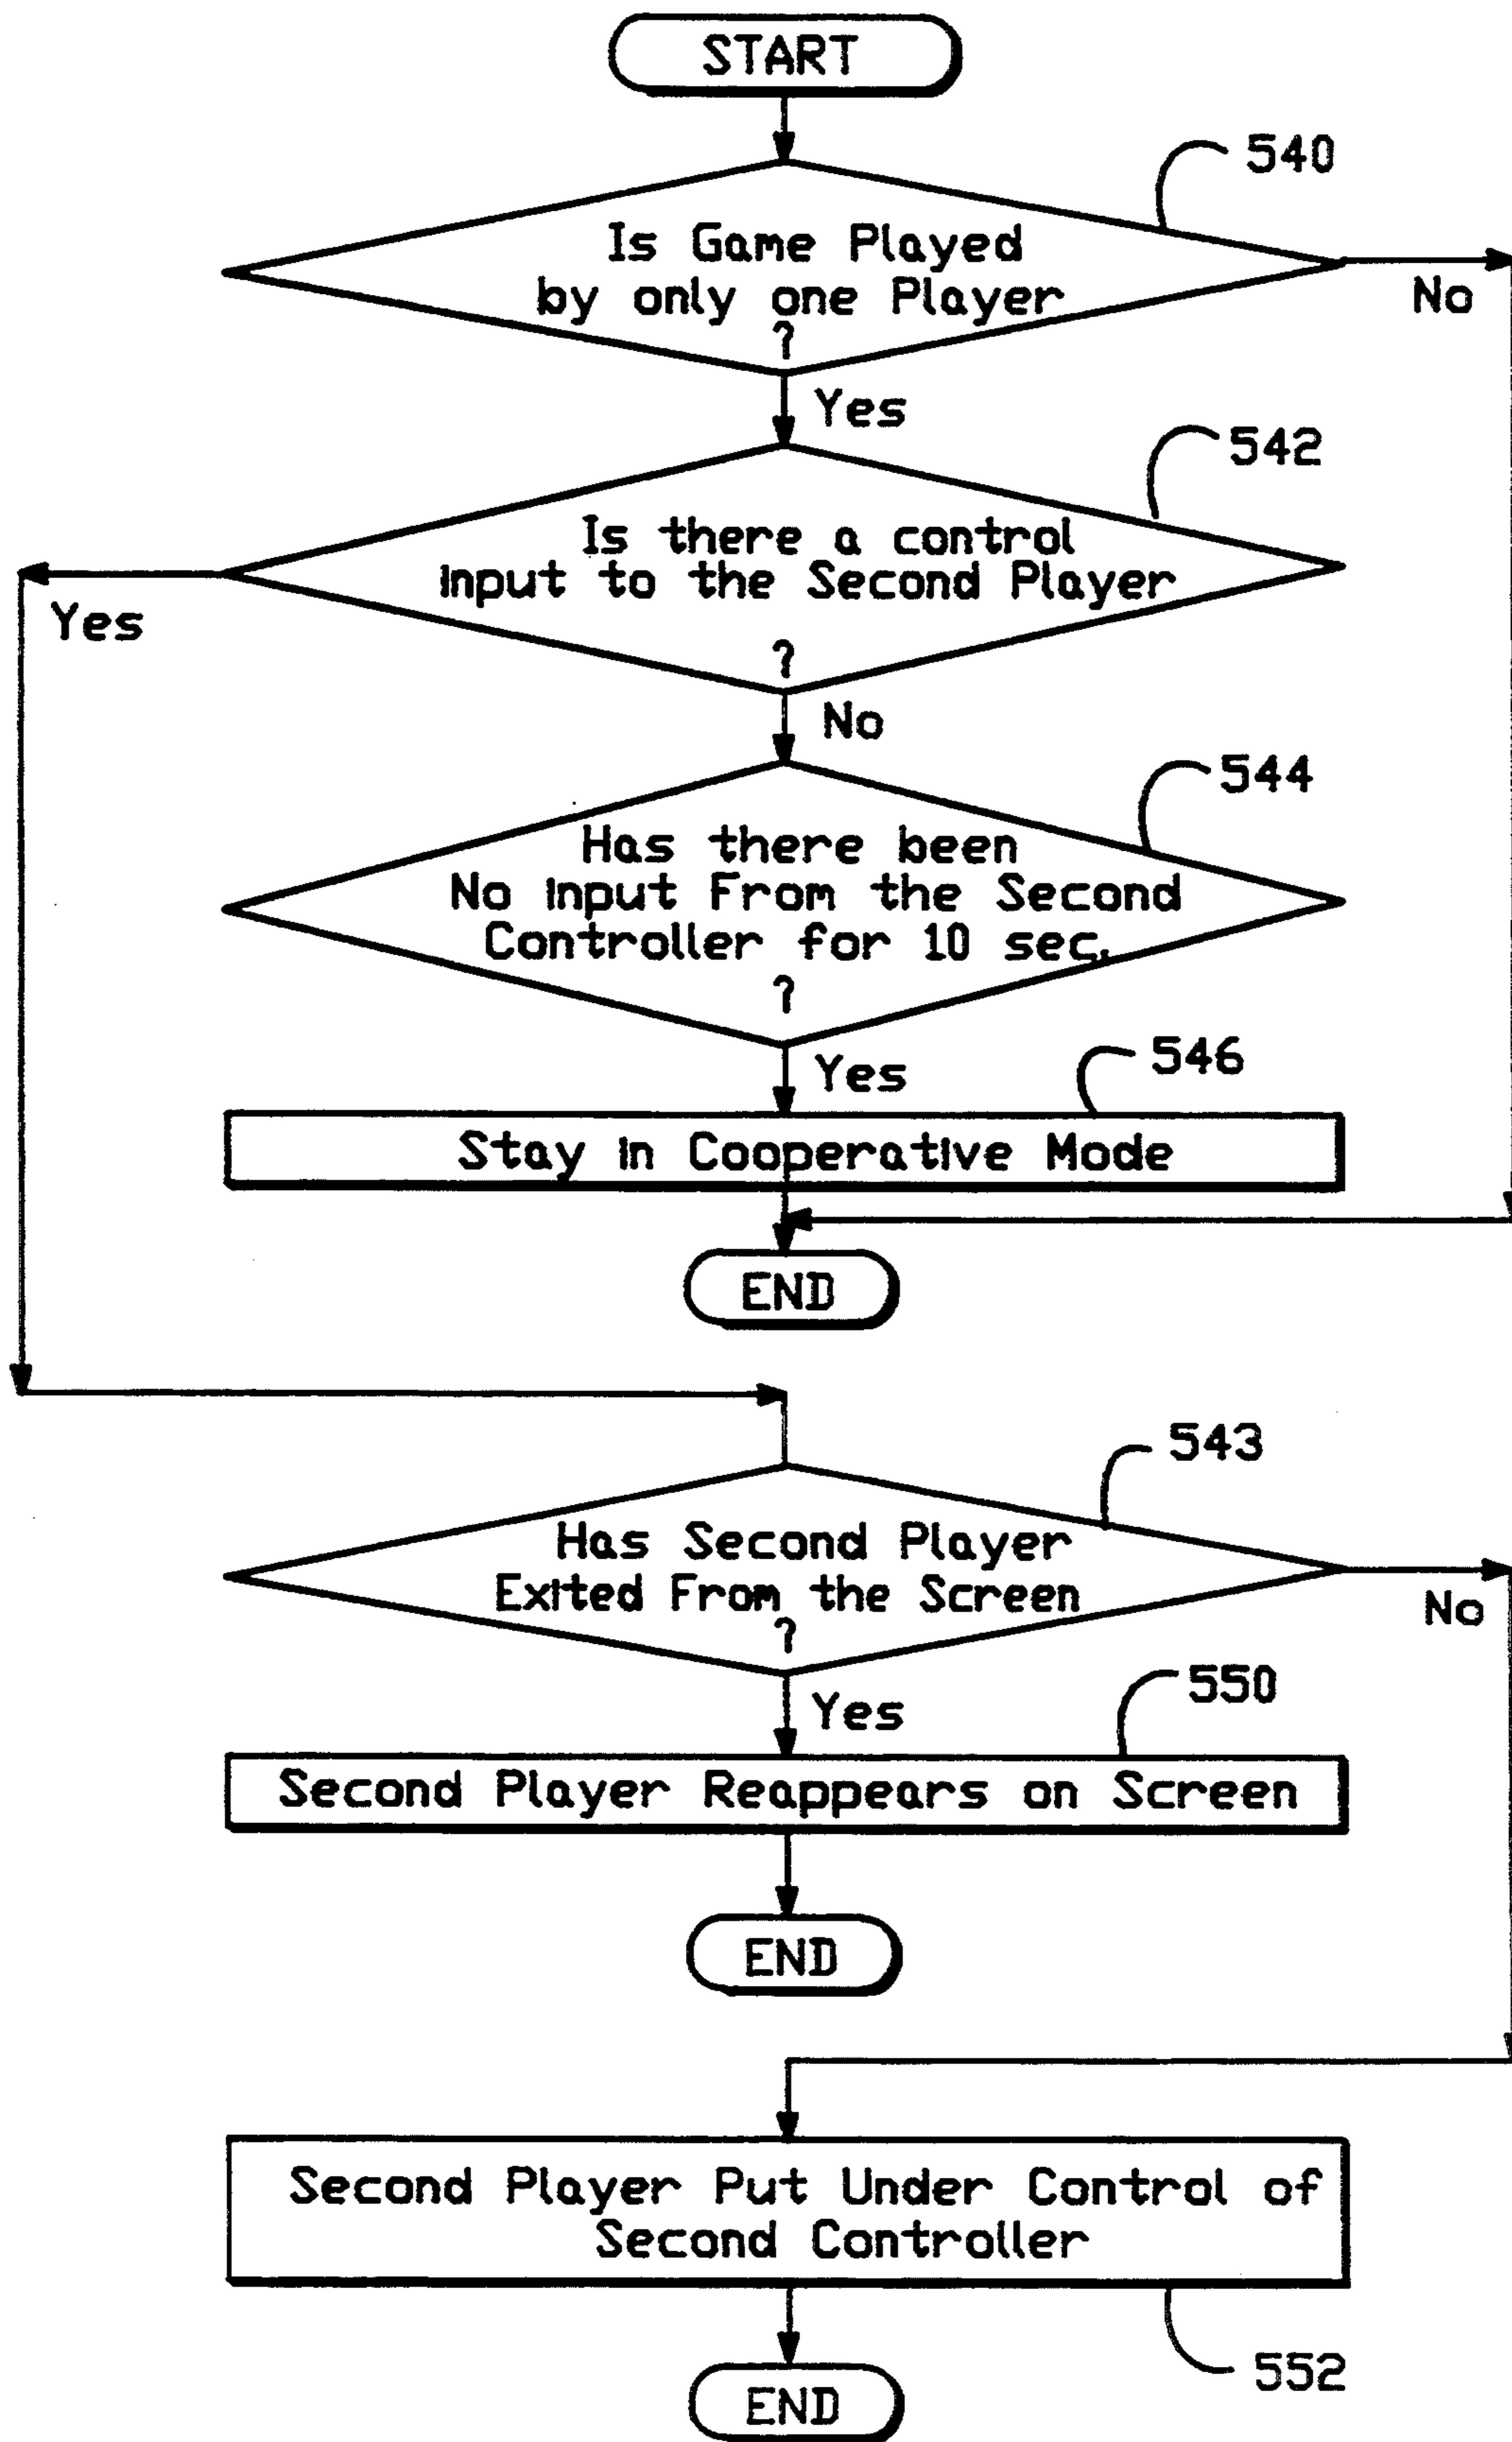 START
540
Is Game Played
by only one Player
?
No
Yes
542
Is there a control
Input to the Second Player
?
Yes
No
544
Has there been
No Input From the Second
Controller for 10 sec.
?
Yes
546
Stay In Cooperative Mode
END
543
Has Second Player
Exited From the Screen
?
No
Yes
550
Second Player Reappears on Screen
END
Second Player Put Under Control of
Second Controller
552
END